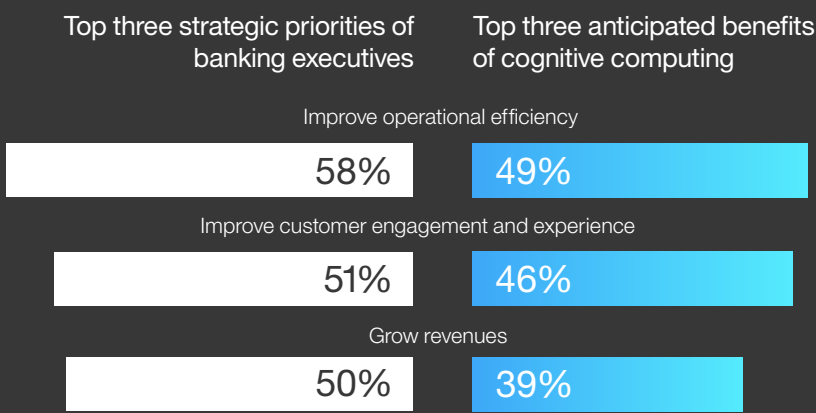 Top three strategic priorities of
banking executives
Top three anticipated benefits
of cognitive computing
Improve operational efficiency
58%
49%
Improve customer engagement and experience
51%
46%
Grow revenues
50%
39%